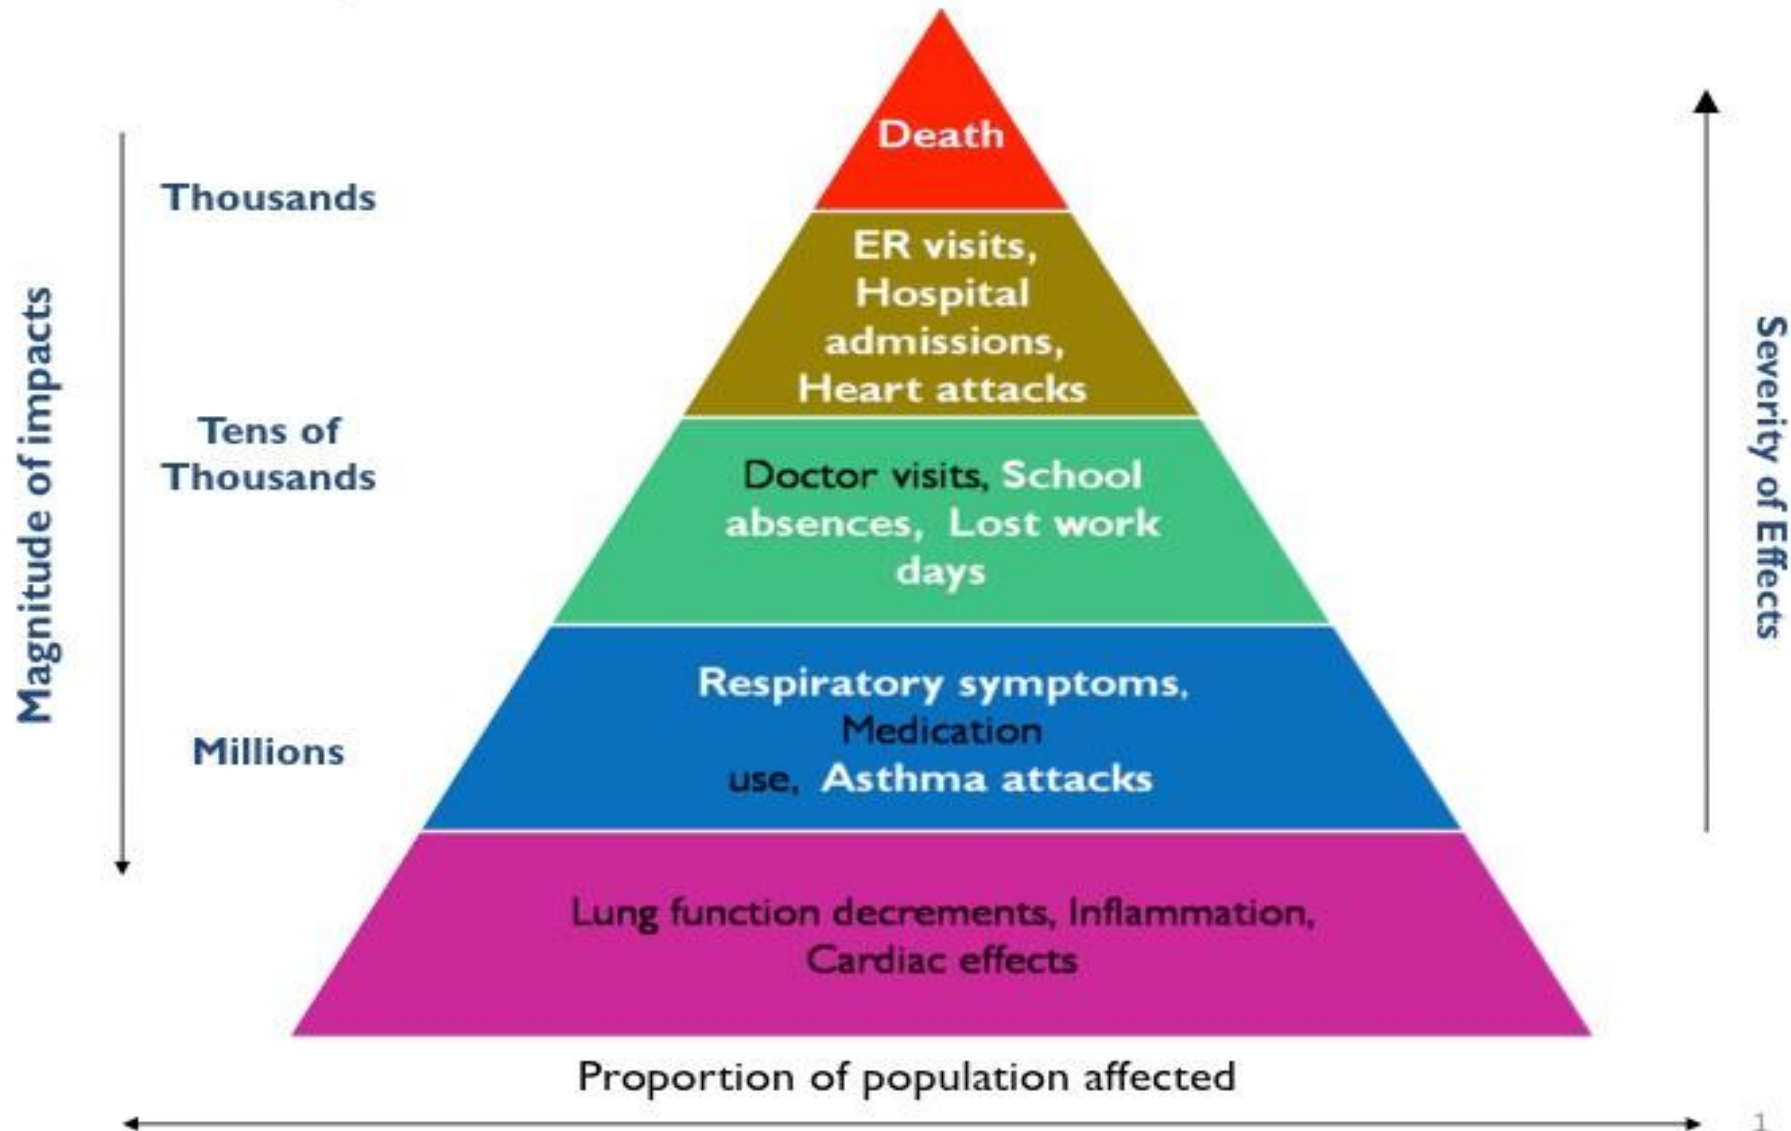 Death
Thousands
ER visits,
Hospital
admissions,
Heart attacks
Magnitude of impacts
Severity of Effects
Tens of
Thousands
Doctor visits, School
absences, Lost work
days
Respiratory symptoms,
Medication
use, Asthma attacks
Millions
Lung function decrements, Inflammation,
Cardiac effects
Proportion of population affected
1